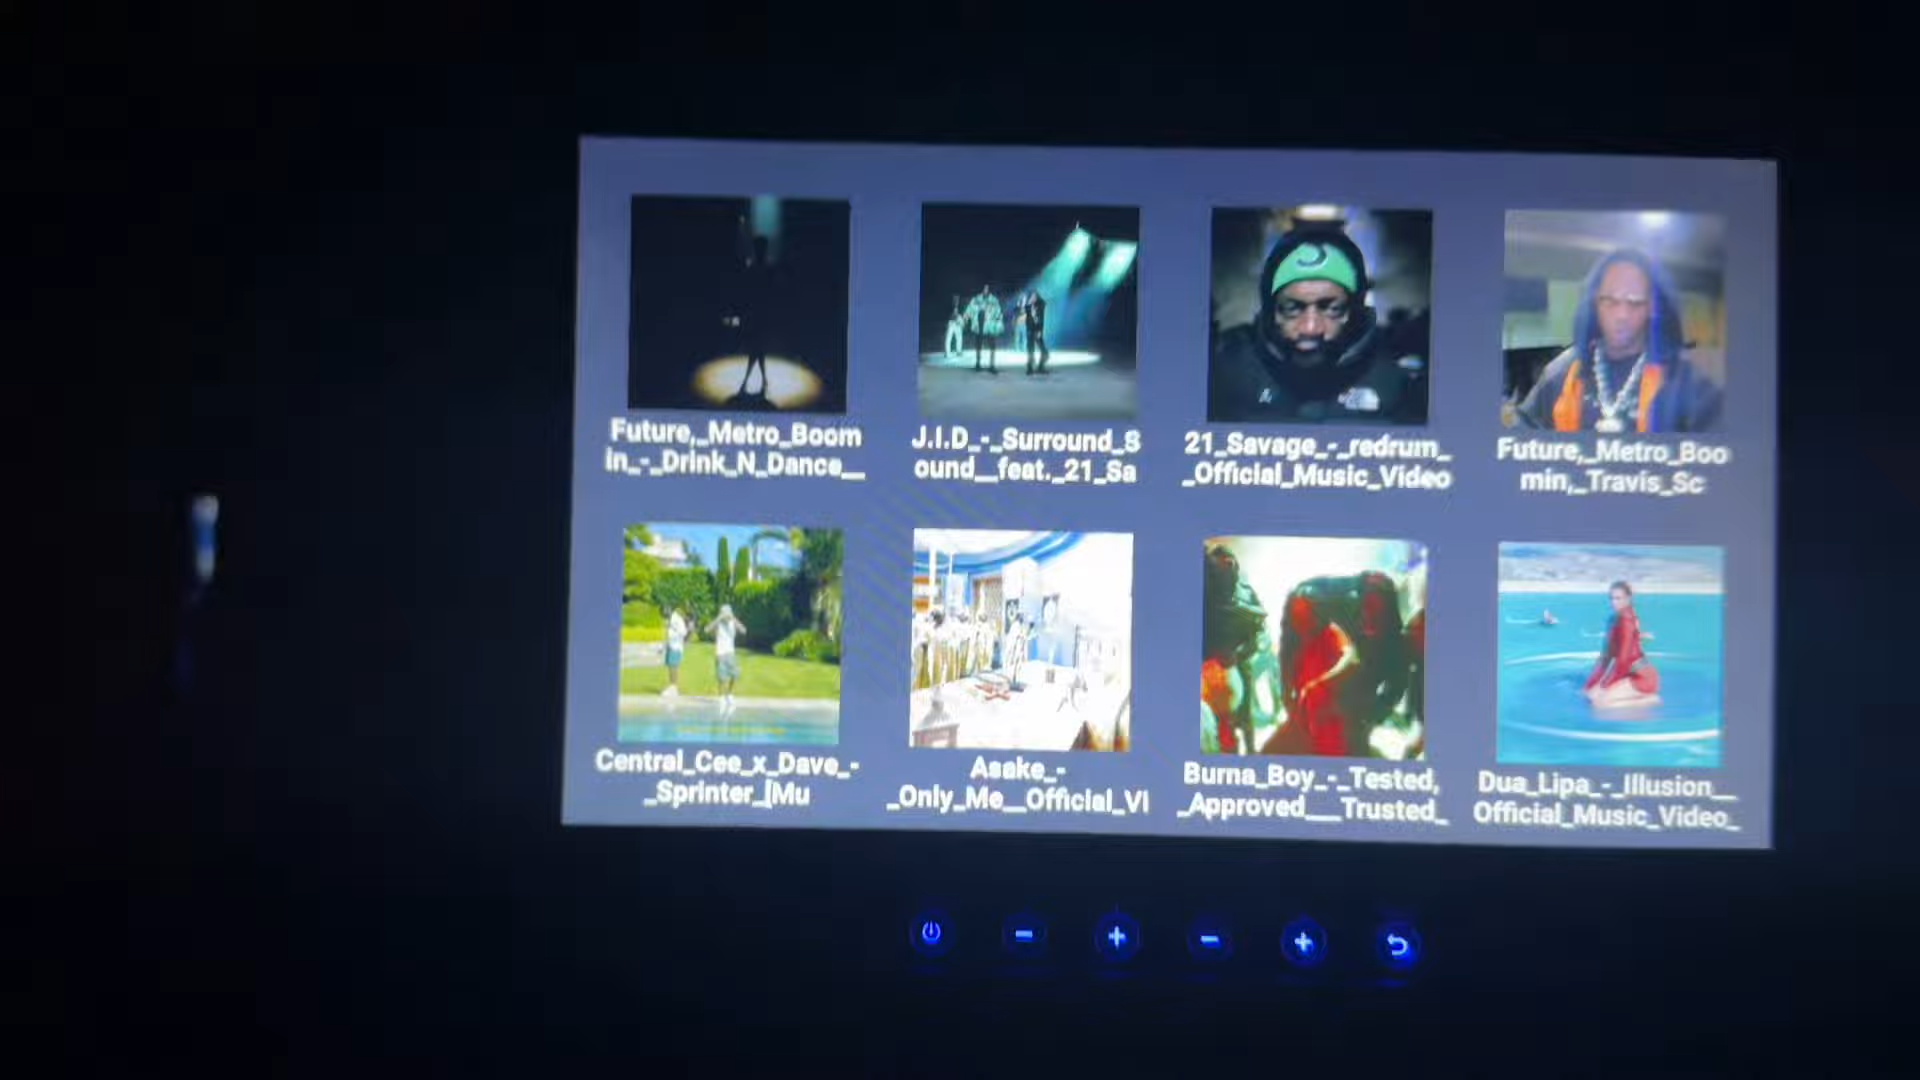 Future,_Metro_Boom
in_-_Drink_N_Dance__
J.I.D_-_Surround_S
ound__feat._21_Sa
21_Savage_-_redrum_
_Official_Music_Video
Future,_Metro_Boo
min,_Travis_Sc
Central_Cee_x_Dave_-
_Sprinter_[Mu
Asake_-
_Only_Me__Official_Vi
Burna_Boy_-_Tested,
_Approved___Trusted_
Dua_Lipa_-_Illusion__
Official_Music_Video_